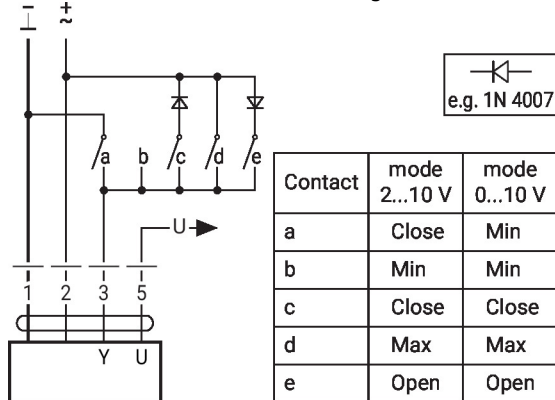 − +
⊥ ~
e.g. 1N 4007
a b c d e
U
1 2 3 5
Y U
Contact mode 2...10 V mode 0...10 V
a Close Min
b Min Min
c Close Close
d Max Max
e Open Open